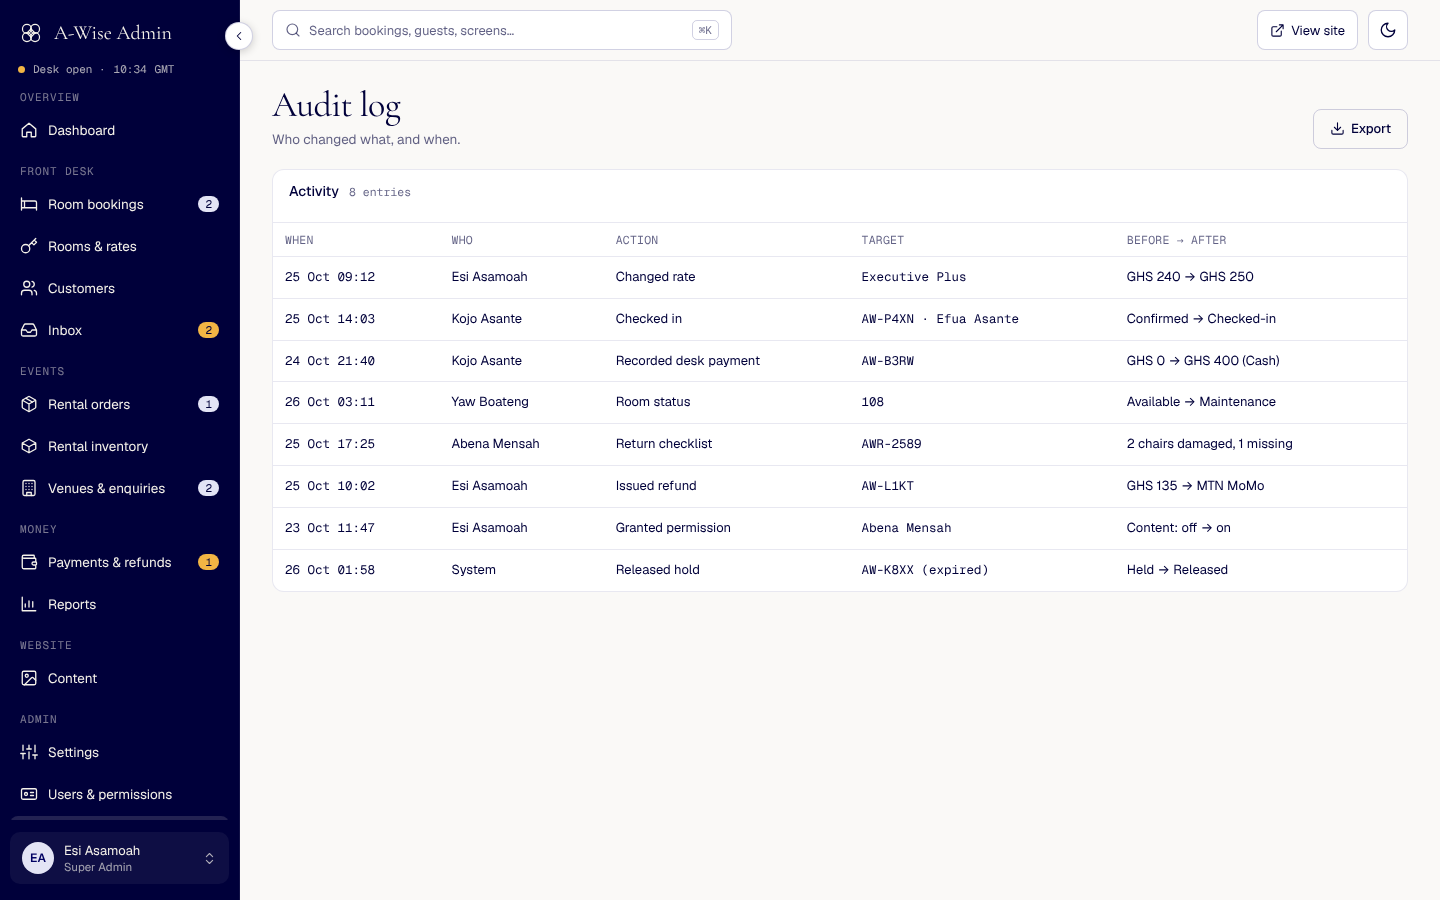 A-Wise Admin
Desk open · 10:34 GMT
OVERVIEW
Dashboard
FRONT DESK
Room bookings 2
Rooms & rates
Customers
Inbox 2
EVENTS
Rental orders 1
Rental inventory
Venues & enquiries 2
MONEY
Payments & refunds 1
Reports
WEBSITE
Content
ADMIN
Settings
Users & permissions
EA
Esi Asamoah
Super Admin
Search bookings, guests, screens… ⌘K
View site
Audit log
Who changed what, and when.
Export
Activity 8 entries
WHEN WHO ACTION TARGET BEFORE → AFTER
25 Oct 09:12 Esi Asamoah Changed rate Executive Plus GHS 240 → GHS 250
25 Oct 14:03 Kojo Asante Checked in AW-P4XN · Efua Asante Confirmed → Checked-in
24 Oct 21:40 Kojo Asante Recorded desk payment AW-B3RW GHS 0 → GHS 400 (Cash)
26 Oct 03:11 Yaw Boateng Room status 108 Available → Maintenance
25 Oct 17:25 Abena Mensah Return checklist AWR-2589 2 chairs damaged, 1 missing
25 Oct 10:02 Esi Asamoah Issued refund AW-L1KT GHS 135 → MTN MoMo
23 Oct 11:47 Esi Asamoah Granted permission Abena Mensah Content: off → on
26 Oct 01:58 System Released hold AW-K8XX (expired) Held → Released